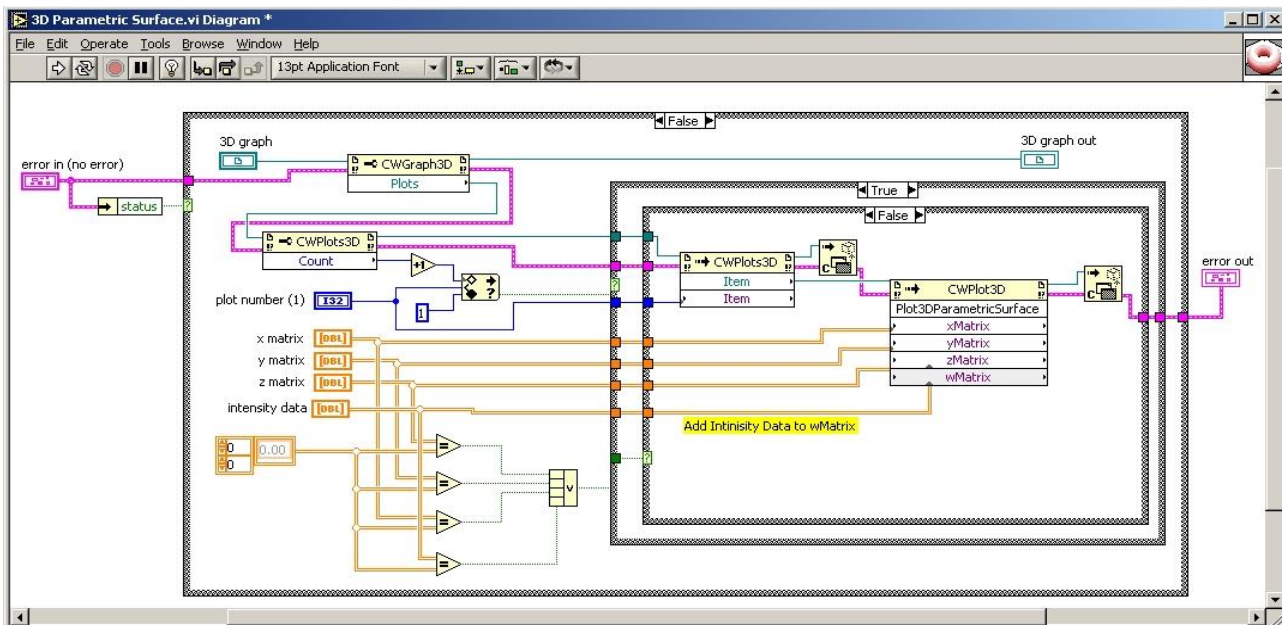 3D Parametric Surface.vi Diagram *
File Edit Operate Tools Browse Window Help
13pt Application Font
False
3D graph
3D graph out
error in (no error)
CWGraph3D
Plots
status
True
False
CWPlots3D
Count
+1
CWPlots3D
Item
Item
error out
plot number (1)
I32
1
CWPlot3D
Plot3DParametricSurface
xMatrix
yMatrix
zMatrix
wMatrix
x matrix [DBL]
y matrix [DBL]
z matrix [DBL]
intensity data [DBL]
Add Intinisity Data to wMatrix
0
0
0.00
=
=
=
=
v